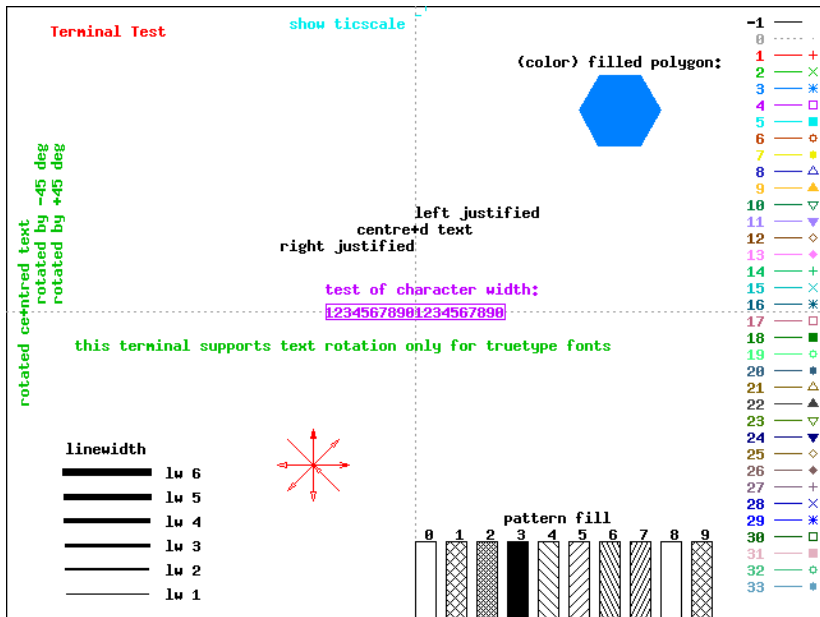 Terminal Test
show ticscale
(color) filled polygon:
rotated ce+ntred text
rotated by -45 deg
rotated by +45 deg
left justified
centre+d text
right justified
test of character width:
12345678901234567890
this terminal supports text rotation only for truetype fonts
linewidth
lw 6
lw 5
lw 4
lw 3
lw 2
lw 1
pattern fill
0 1 2 3 4 5 6 7 8 9
-1
0
1
2
3
4
5
6
7
8
9
10
11
12
13
14
15
16
17
18
19
20
21
22
23
24
25
26
27
28
29
30
31
32
33